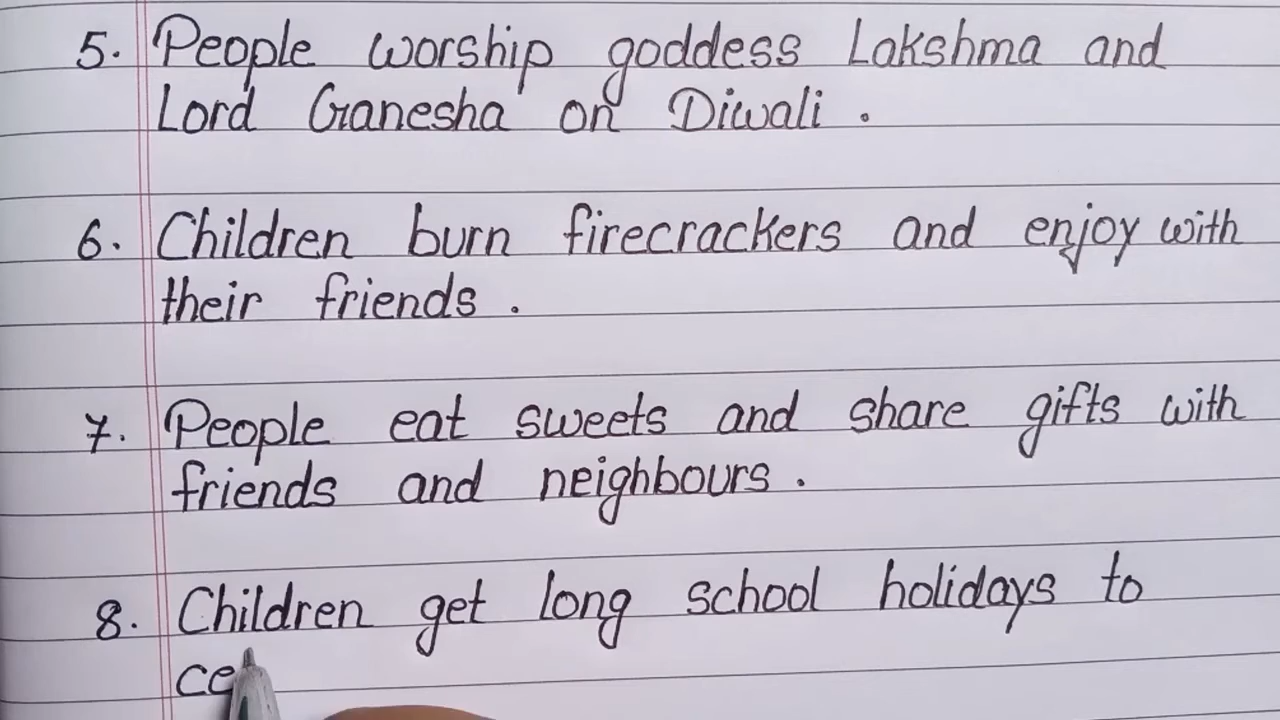 5. People worship goddess Lakshma and
Lord Ganesha on Diwali.
6. Children burn firecrackers and enjoy with
their friends.
7. People eat sweets and share gifts with
friends and neighbours.
8. Children get long school holidays to
ce